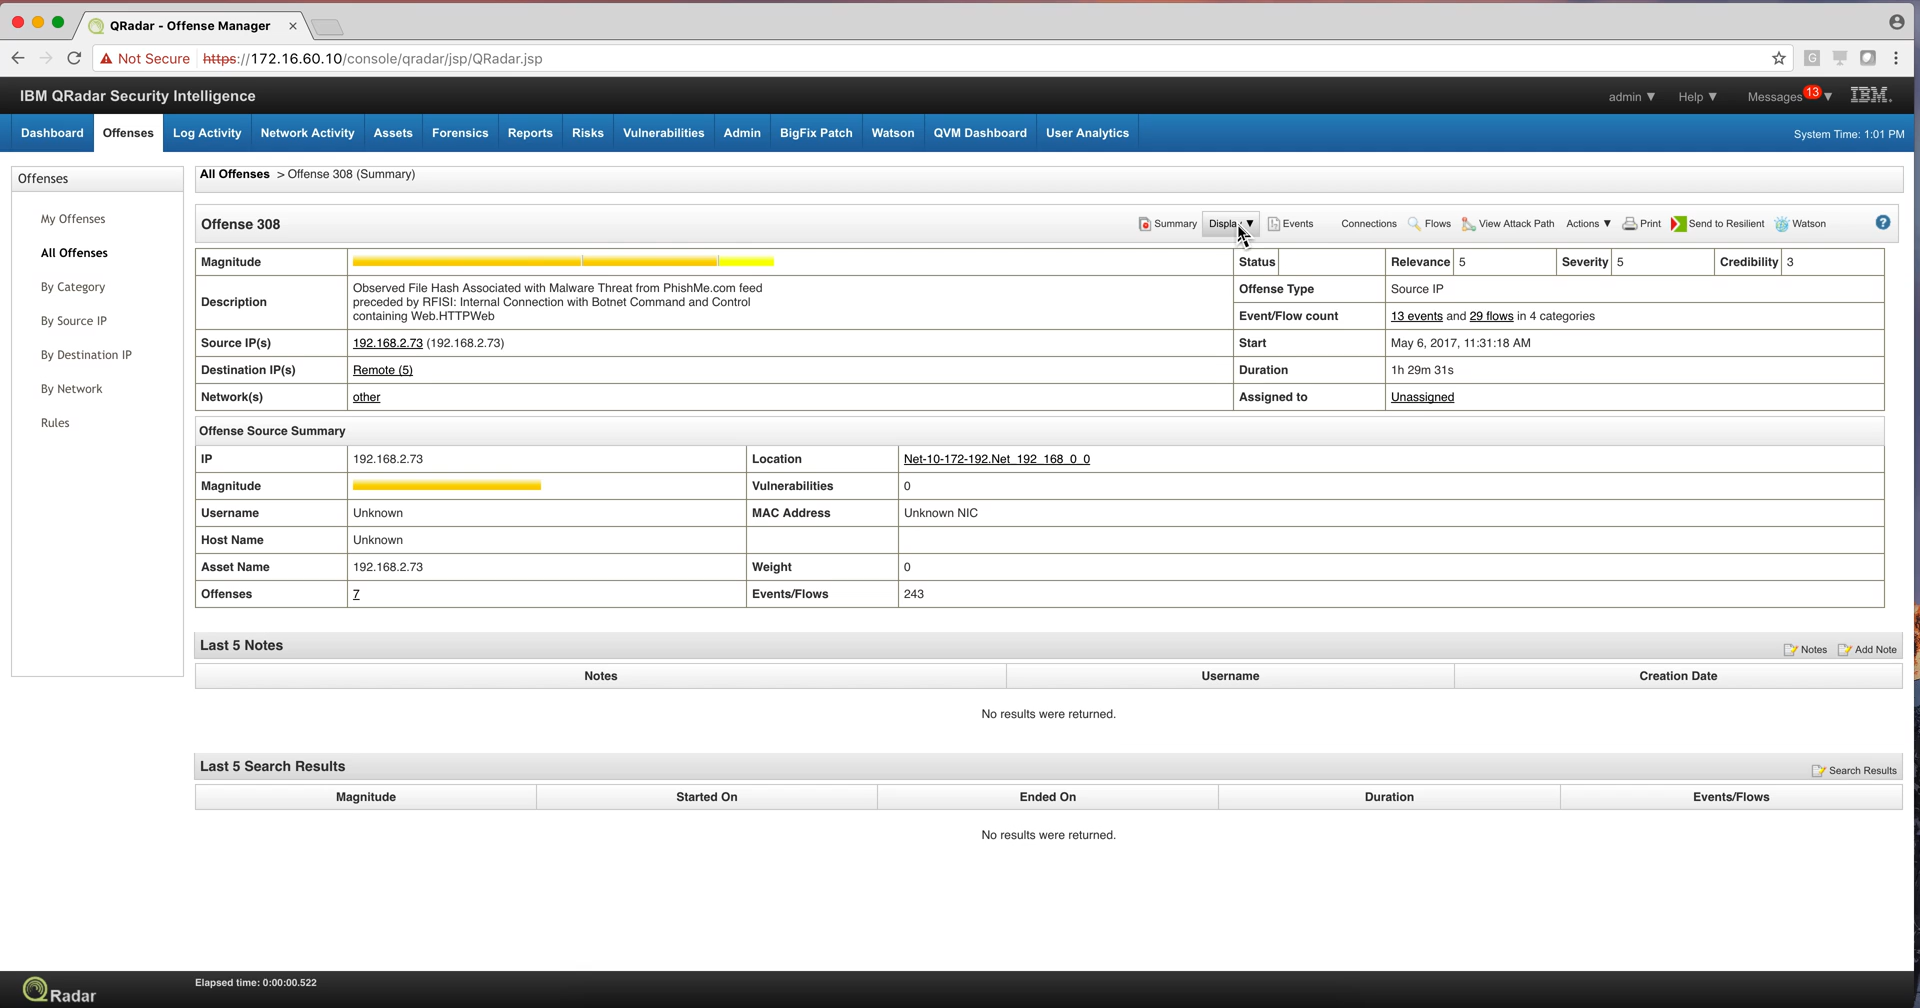 QRadar - Offense Manager
Not Secure https://172.16.60.10/console/qradar/jsp/QRadar.jsp
IBM QRadar Security Intelligence
admin ▼ Help ▼ Messages 13 ▼ IBM.
Dashboard Offenses Log Activity Network Activity Assets Forensics Reports Risks Vulnerabilities Admin BigFix Patch Watson QVM Dashboard User Analytics System Time: 1:01 PM
Offenses
My Offenses
All Offenses
By Category
By Source IP
By Destination IP
By Network
Rules
All Offenses > Offense 308 (Summary)
Offense 308
Summary Display ▼ Events Connections Flows View Attack Path Actions ▼ Print Send to Resilient Watson ?
Magnitude Status Relevance 5 Severity 5 Credibility 3
Description
Observed File Hash Associated with Malware Threat from PhishMe.com feed
preceded by RFISI: Internal Connection with Botnet Command and Control
containing Web.HTTPWeb
Offense Type Source IP
Event/Flow count 13 events and 29 flows in 4 categories
Source IP(s) 192.168.2.73 (192.168.2.73) Start May 6, 2017, 11:31:18 AM
Destination IP(s) Remote (5) Duration 1h 29m 31s
Network(s) other Assigned to Unassigned
Offense Source Summary
IP 192.168.2.73 Location Net-10-172-192.Net_192_168_0_0
Magnitude Vulnerabilities 0
Username Unknown MAC Address Unknown NIC
Host Name Unknown
Asset Name 192.168.2.73 Weight 0
Offenses 7 Events/Flows 243
Last 5 Notes
Notes Add Note
Notes Username Creation Date
No results were returned.
Last 5 Search Results
Search Results
Magnitude Started On Ended On Duration Events/Flows
No results were returned.
QRadar
Elapsed time: 0:00:00.522